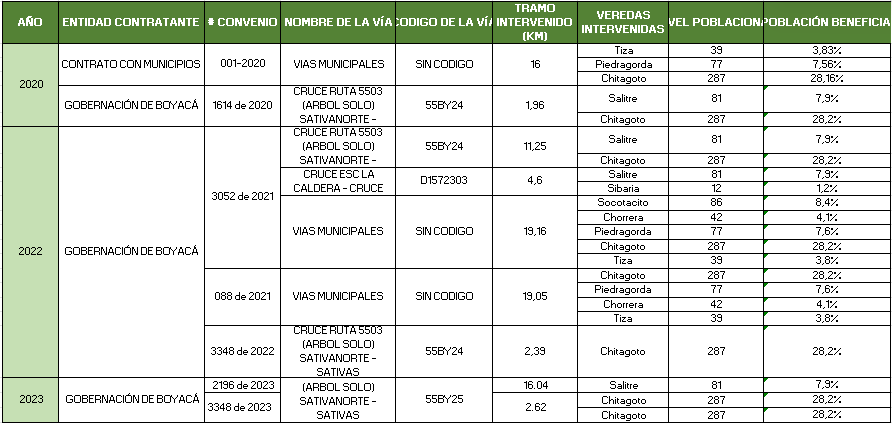 AÑO ENTIDAD CONTRATANTE # CONVENIO NOMBRE DE LA VÍA CODIGO DE LA VÍA TRAMO INTERVENIDO (KM) VEREDAS INTERVENIDAS VEL POBLACIONA POBLACIÓN BENEFICIA
2020 CONTRATO CON MUNICIPIOS 001-2020 VIAS MUNICIPALES SIN CODIGO 16 Tiza 39 3,83%
Piedragorda 77 7,56%
Chitagoto 287 28,16%
GOBERNACIÓN DE BOYACÁ 1614 de 2020 CRUCE RUTA 5503 (ARBOL SOLO) SATIVANORTE - 55BY24 1,96 Salitre 81 7,9%
Chitagoto 287 28,2%
2022 GOBERNACIÓN DE BOYACÁ 3052 de 2021 CRUCE RUTA 5503 (ARBOL SOLO) SATIVANORTE - 55BY24 11,25 Salitre 81 7,9%
Chitagoto 287 28,2%
CRUCE ESC LA CALDERA - CRUCE D1572303 4,6 Salitre 81 7,9%
Sibaria 12 1,2%
VIAS MUNICIPALES SIN CODIGO 19,16 Socotacito 86 8,4%
Chorrera 42 4,1%
Piedragorda 77 7,6%
Chitagoto 287 28,2%
Tiza 39 3,8%
088 de 2021 VIAS MUNICIPALES SIN CODIGO 19,05 Chitagoto 287 28,2%
Piedragorda 77 7,6%
Chorrera 42 4,1%
Tiza 39 3,8%
3348 de 2022 CRUCE RUTA 5503 (ARBOL SOLO) SATIVANORTE - SATIVAS 55BY24 2,39 Chitagoto 287 28,2%
2023 GOBERNACIÓN DE BOYACÁ 2196 de 2023 (ARBOL SOLO) SATIVANORTE - SATIVAS 55BY25 16.04 Salitre 81 7,9%
3348 de 2023 2.62 Chitagoto 287 28,2%
Chitagoto 287 28,2%